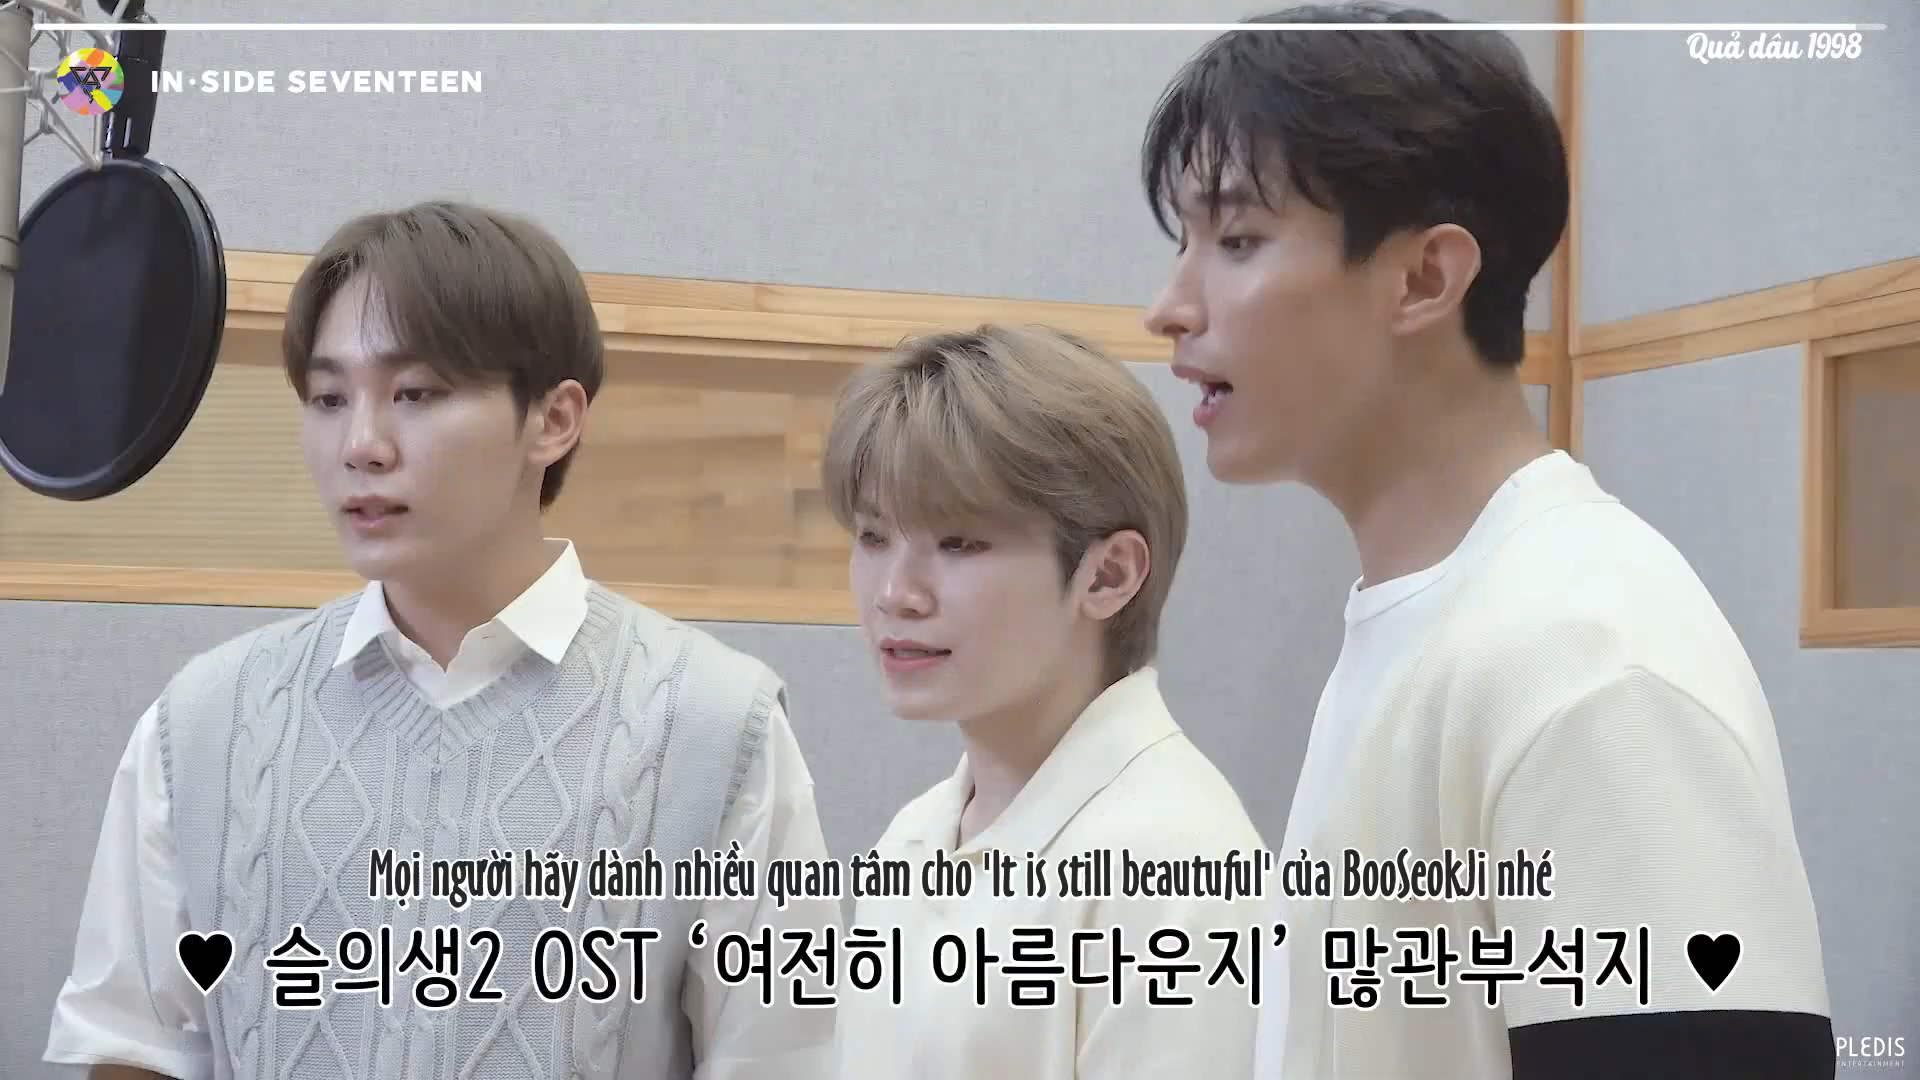 Quả dâu 1998
IN·SIDE SEVENTEEN
Mọi người hãy dành nhiều quan tâm cho 'It is still beautuful' của BooSeokJi nhé
♥ 슬의생2 OST ‘여전히 아름다운지’ 많관부석지 ♥
PLEDIS
ENTERTAINMENT